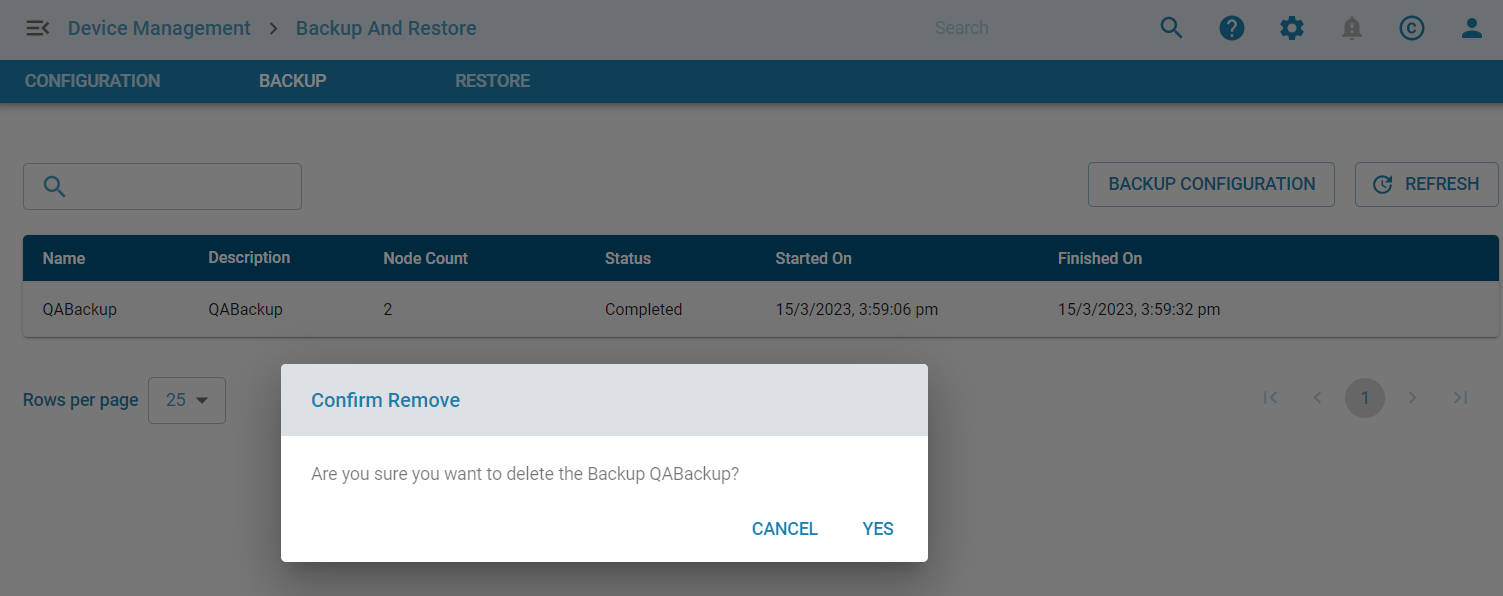 Device Management > Backup And Restore Search
CONFIGURATION BACKUP RESTORE
BACKUP CONFIGURATION REFRESH
Name Description Node Count Status Started On Finished On
QABackup QABackup 2 Completed 15/3/2023, 3:59:06 pm 15/3/2023, 3:59:32 pm
Rows per page 25 1
Confirm Remove
Are you sure you want to delete the Backup QABackup?
CANCEL YES